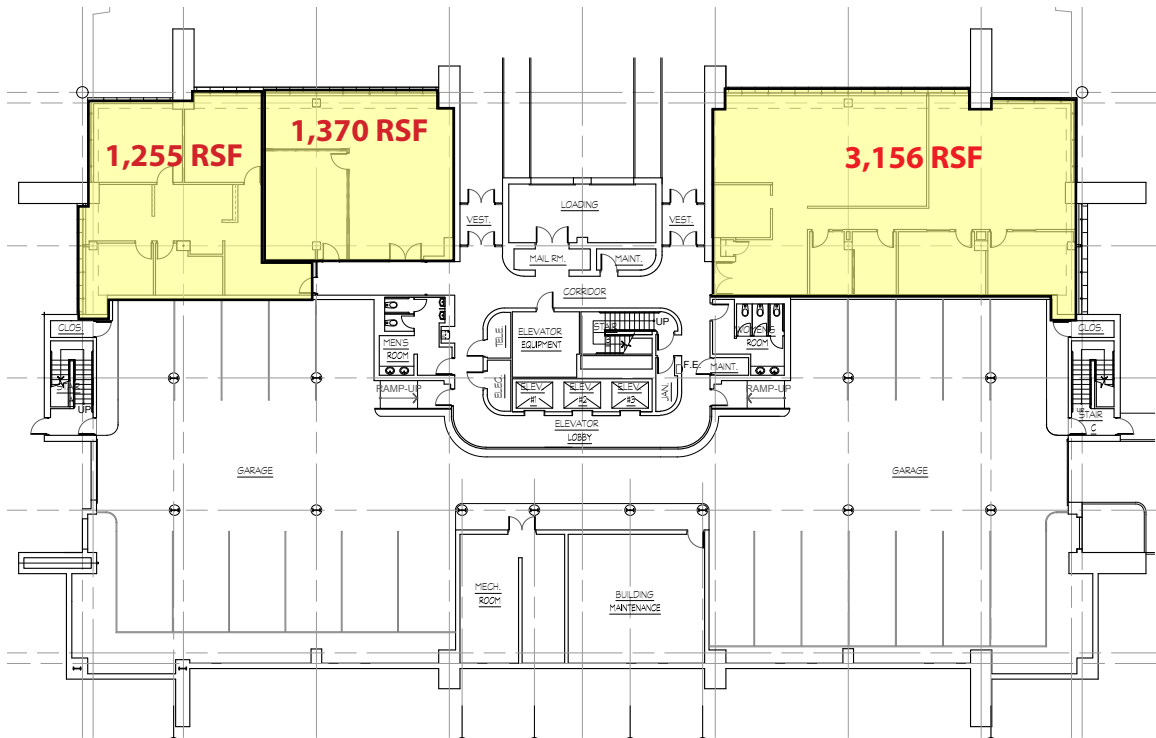 1,255 RSF
1,370 RSF
3,156 RSF
LOADING
VEST.
VEST.
MAIL RM.
MAINT.
CORRIDOR
CLOS.
MEN'S
ROOM
TELE.
ELEVATOR
EQUIPMENT
STAIR
UP
WOMEN'S
ROOM
CLOS.
F.E.
MAINT.
RAMP-UP
ELEC.
ELEV.
#1
ELEV.
#2
ELEV.
#3
JAN.
RAMP-UP
UP
STAIR
C
ELEVATOR
LOBBY
GARAGE
GARAGE
MECH.
ROOM
BUILDING
MAINTENANCE